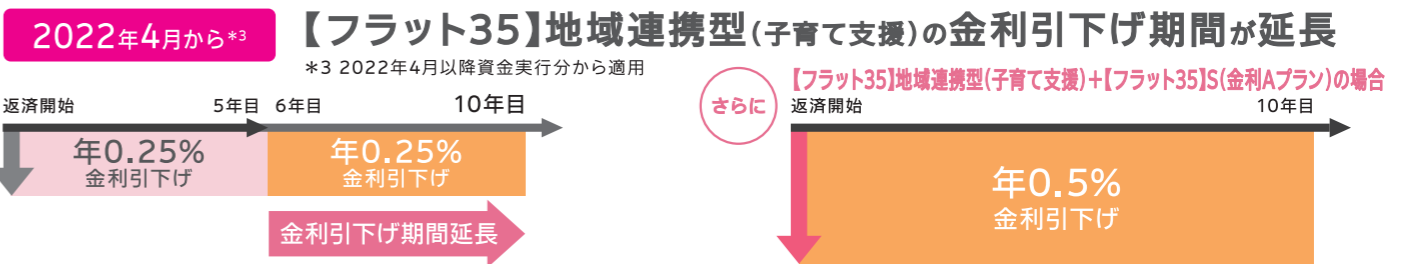 2022年4月から*3
【フラット35】地域連携型(子育て支援)の金利引下げ期間が延長
*3 2022年4月以降資金実行分から適用
返済開始 5年目 6年目 10年目
年0.25%
金利引下げ
年0.25%
金利引下げ
金利引下げ期間延長
さらに
【フラット35】地域連携型(子育て支援)+【フラット35】S(金利Aプラン)の場合
返済開始 10年目
年0.5%
金利引下げ